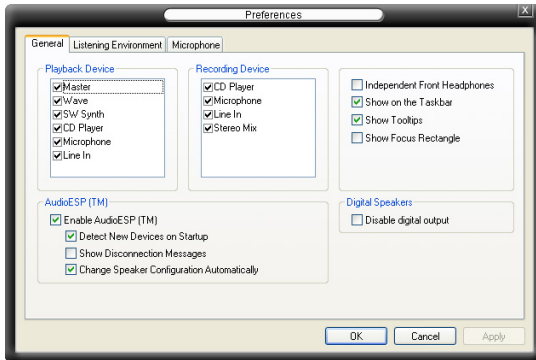 Preferences
X
General
Listening Environment
Microphone
Playback Device
Master
Wave
SW Synth
CD Player
Microphone
Line In
Recording Device
CD Player
Microphone
Line In
Stereo Mix
Independent Front Headphones
Show on the Taskbar
Show Tooltips
Show Focus Rectangle
AudioESP (TM)
Enable AudioESP (TM)
Detect New Devices on Startup
Show Disconnection Messages
Change Speaker Configuration Automatically
Digital Speakers
Disable digital output
OK
Cancel
Apply